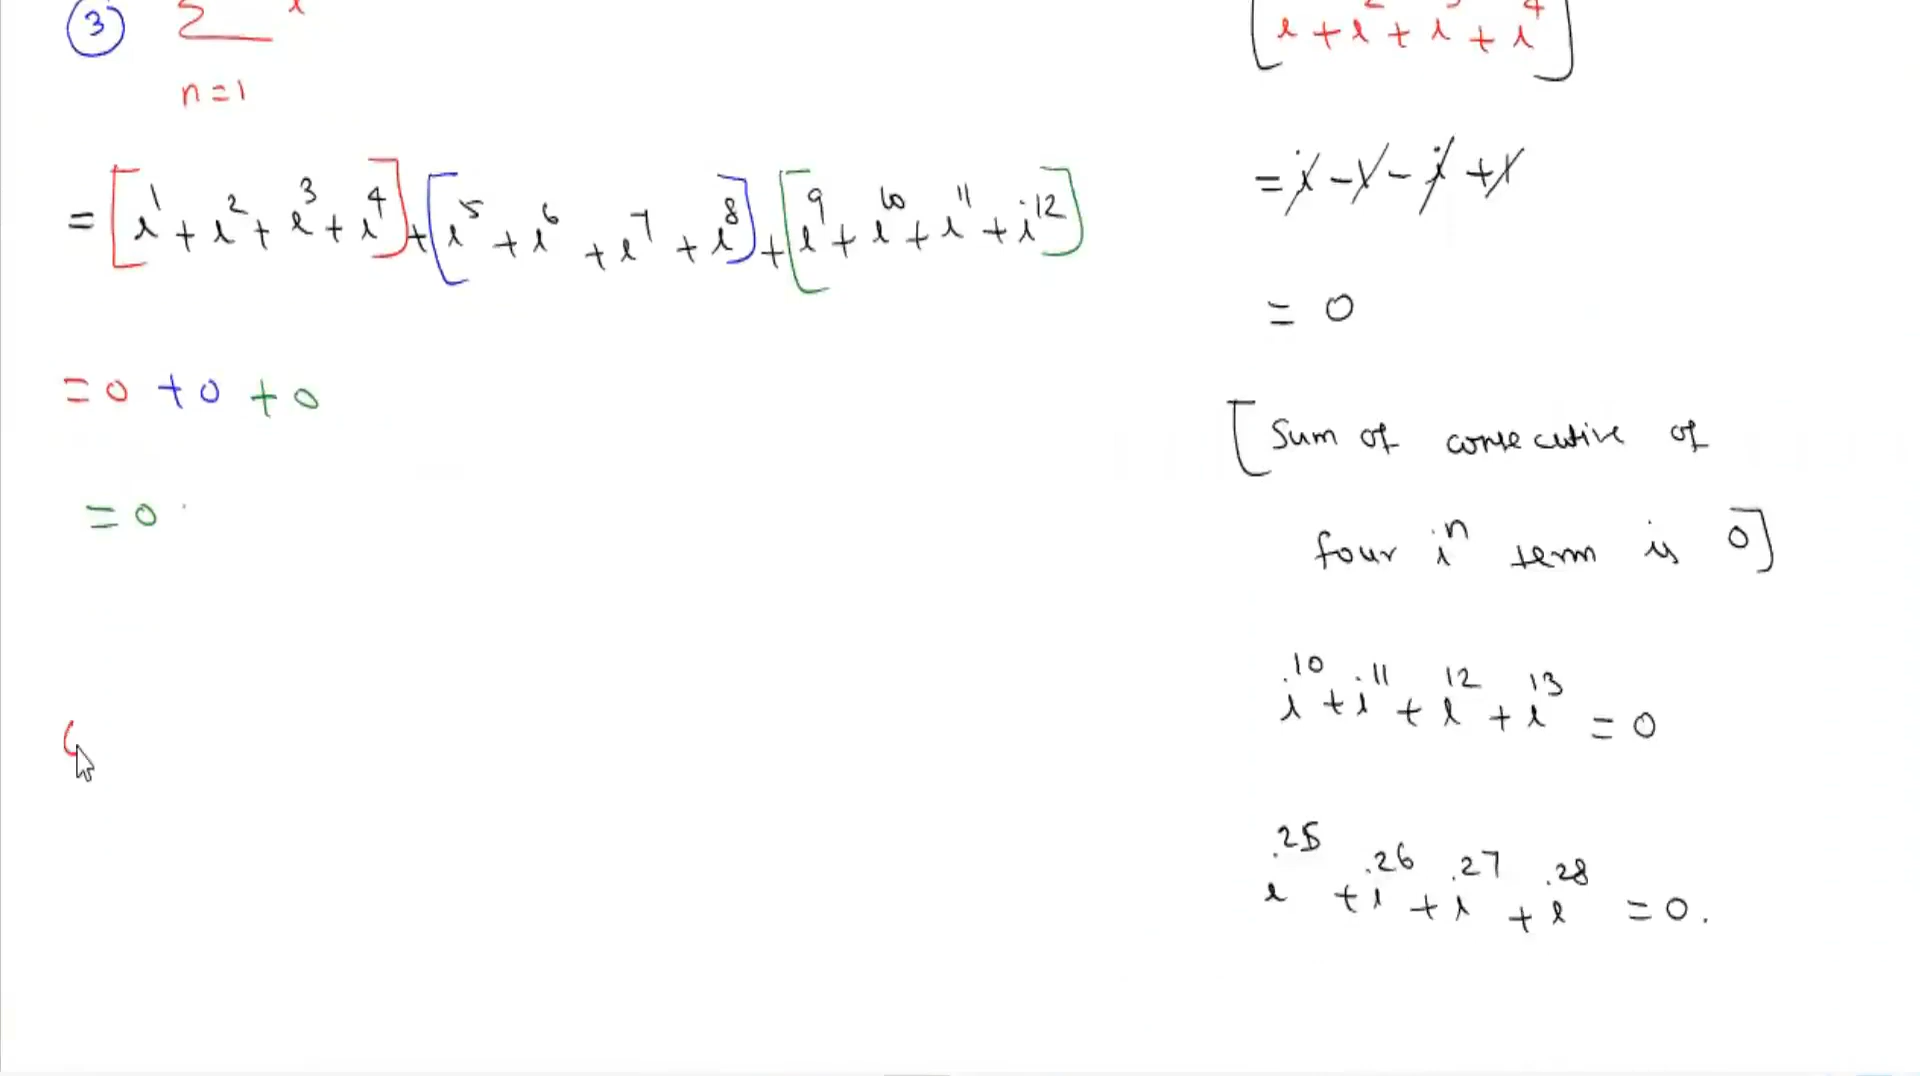 ③ Σ i
n=1
= [i¹ + i² + i³ + i⁴] + [i⁵ + i⁶ + i⁷ + i⁸] + [i⁹ + i¹⁰ + i¹¹ + i¹²]
= 0 + 0 + 0
= 0
[i + i² + i³ + i⁴]
= i - 1 - i + 1
= 0
[Sum of consecutive of
four iⁿ term is 0]
i¹⁰ + i¹¹ + i¹² + i¹³ = 0
i²⁵ + i²⁶ + i²⁷ + i²⁸ = 0.